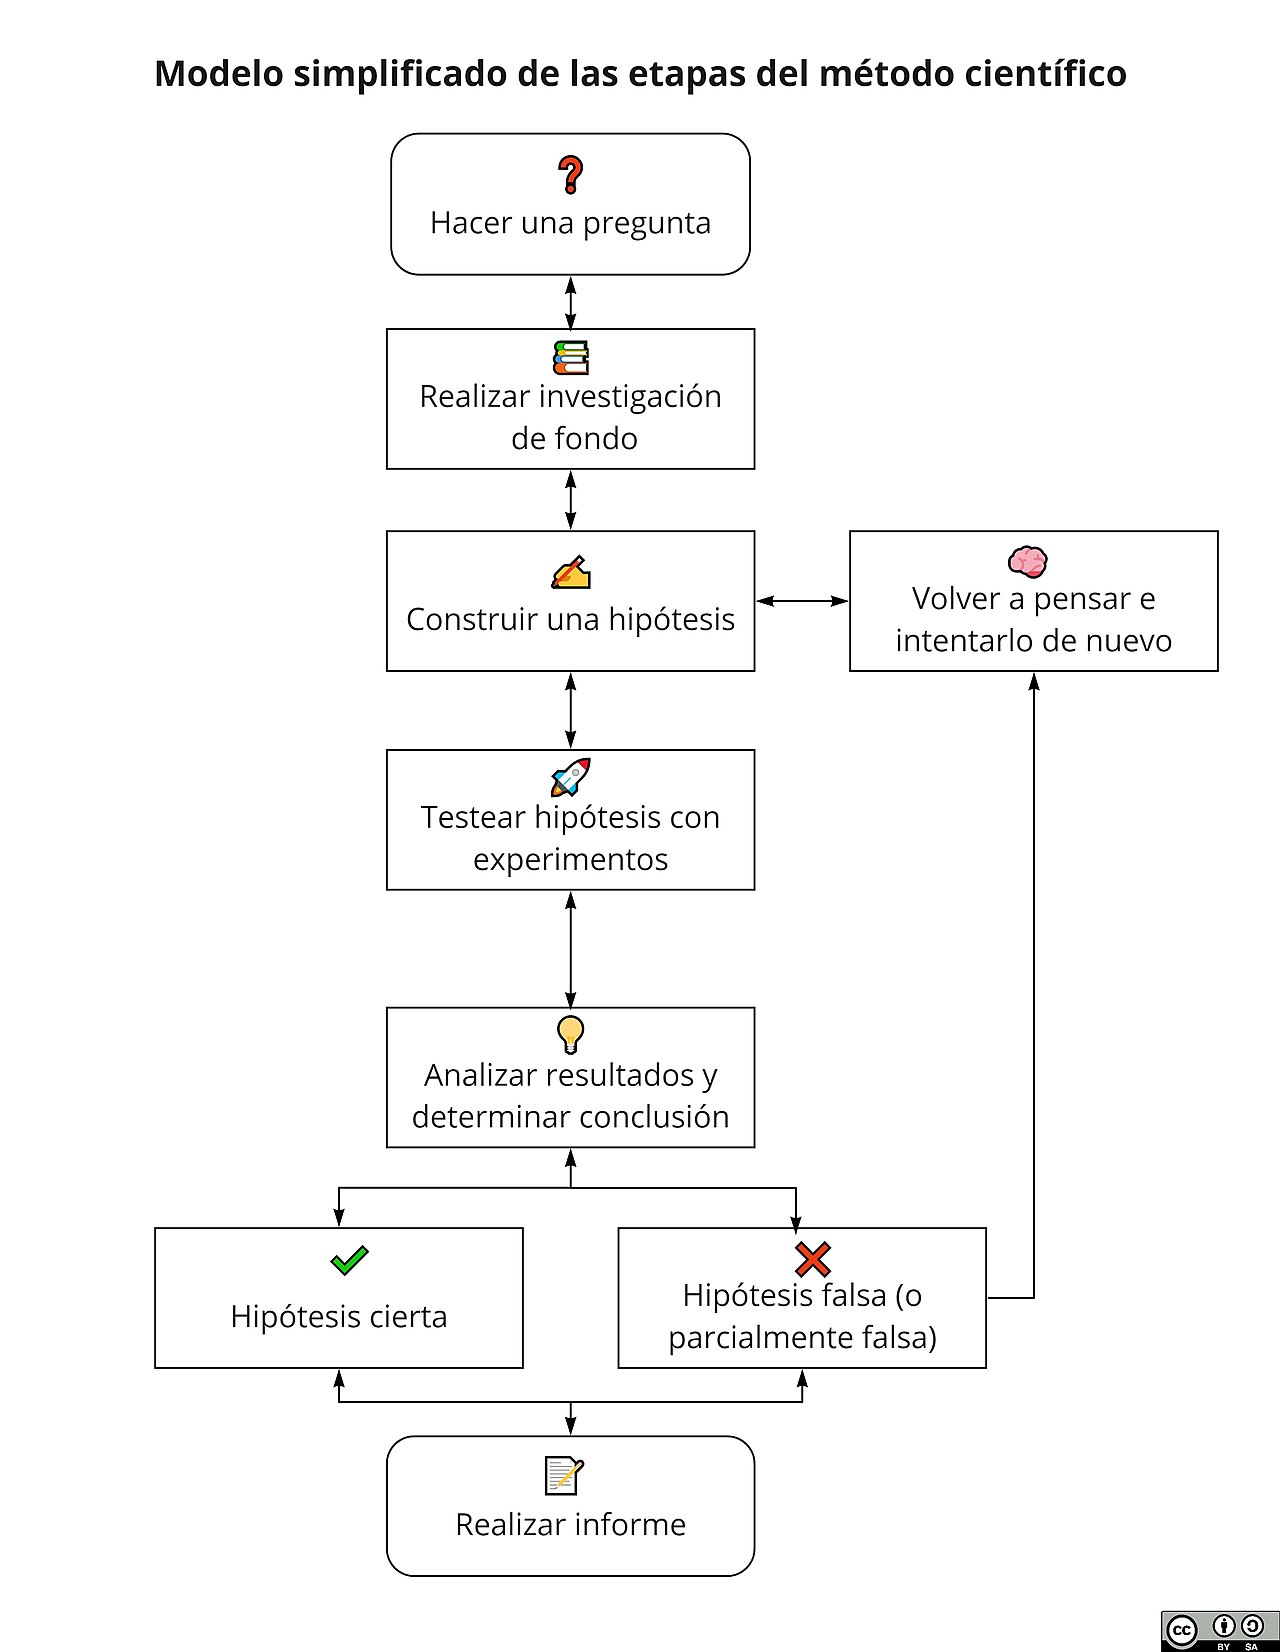 Modelo simplificado de las etapas del método científico
Hacer una pregunta
Realizar investigación
de fondo
Construir una hipótesis
Volver a pensar e
intentarlo de nuevo
Testear hipótesis con
experimentos
Analizar resultados y
determinar conclusión
Hipótesis cierta
Hipótesis falsa (o
parcialmente falsa)
Realizar informe
cc
BY SA